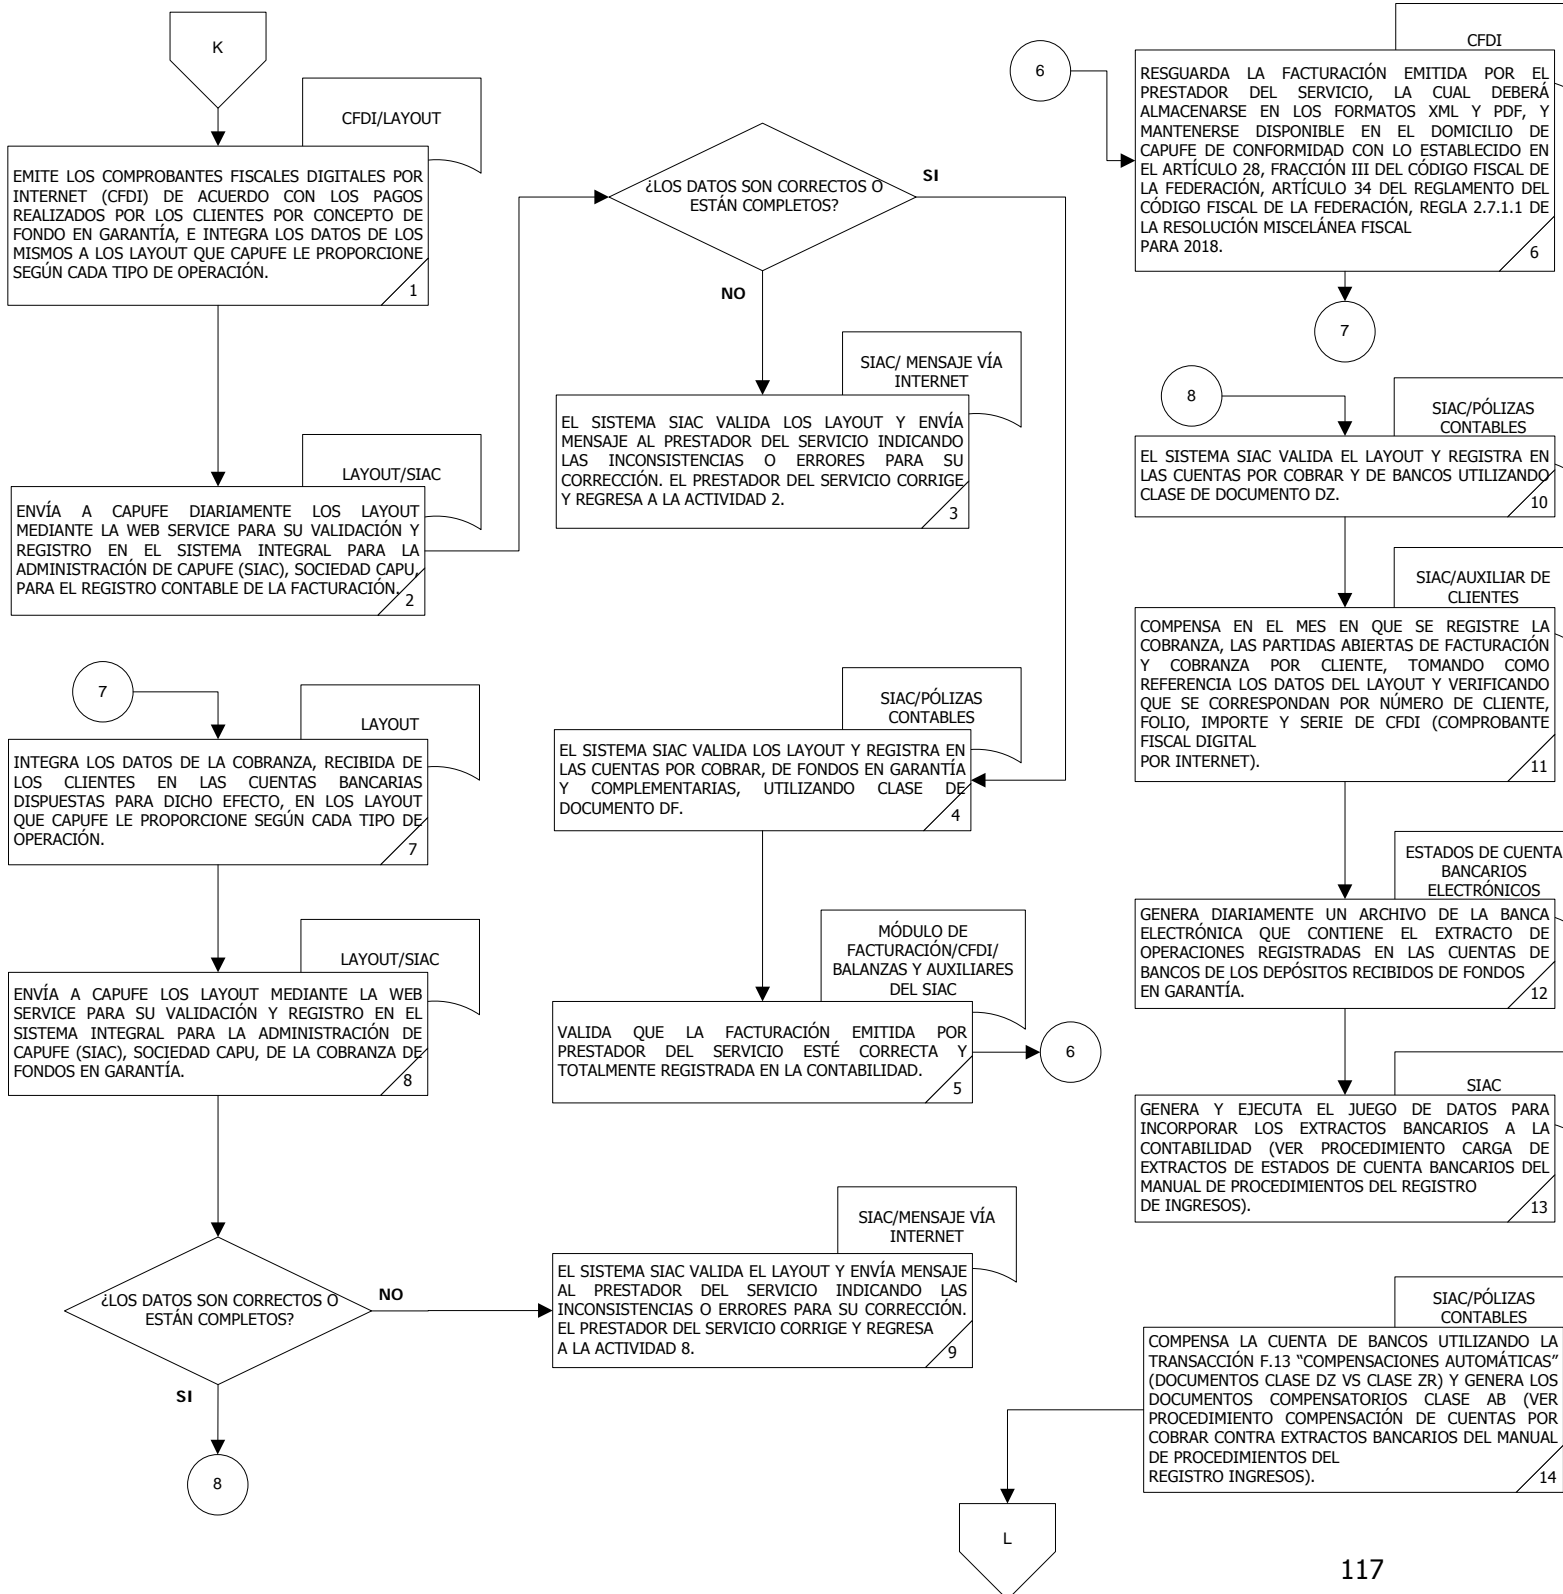 K
CFDI/LAYOUT
EMITE LOS COMPROBANTES FISCALES DIGITALES POR
INTERNET (CFDI) DE ACUERDO CON LOS PAGOS
REALIZADOS POR LOS CLIENTES POR CONCEPTO DE
FONDO EN GARANTÍA, E INTEGRA LOS DATOS DE LOS
MISMOS A LOS LAYOUT QUE CAPUFE LE PROPORCIONE
SEGÚN CADA TIPO DE OPERACIÓN.
1
LAYOUT/SIAC
ENVÍA A CAPUFE DIARIAMENTE LOS LAYOUT
MEDIANTE LA WEB SERVICE PARA SU VALIDACIÓN Y
REGISTRO EN EL SISTEMA INTEGRAL PARA LA
ADMINISTRACIÓN DE CAPUFE (SIAC), SOCIEDAD CAPU,
PARA EL REGISTRO CONTABLE DE LA FACTURACIÓN.
2
7
LAYOUT
INTEGRA LOS DATOS DE LA COBRANZA, RECIBIDA DE
LOS CLIENTES EN LAS CUENTAS BANCARIAS
DISPUESTAS PARA DICHO EFECTO, EN LOS LAYOUT
QUE CAPUFE LE PROPORCIONE SEGÚN CADA TIPO DE
OPERACIÓN.
7
LAYOUT/SIAC
ENVÍA A CAPUFE LOS LAYOUT MEDIANTE LA WEB
SERVICE PARA SU VALIDACIÓN Y REGISTRO EN EL
SISTEMA INTEGRAL PARA LA ADMINISTRACIÓN DE
CAPUFE (SIAC), SOCIEDAD CAPU, DE LA COBRANZA DE
FONDOS EN GARANTÍA.
8
¿LOS DATOS SON CORRECTOS O
ESTÁN COMPLETOS?
NO
SI
8
¿LOS DATOS SON CORRECTOS O
ESTÁN COMPLETOS?
SI
NO
SIAC/ MENSAJE VÍA
INTERNET
EL SISTEMA SIAC VALIDA LOS LAYOUT Y ENVÍA
MENSAJE AL PRESTADOR DEL SERVICIO INDICANDO
LAS INCONSISTENCIAS O ERRORES PARA SU
CORRECCIÓN. EL PRESTADOR DEL SERVICIO CORRIGE
Y REGRESA A LA ACTIVIDAD 2.
3
SIAC/PÓLIZAS
CONTABLES
EL SISTEMA SIAC VALIDA LOS LAYOUT Y REGISTRA EN
LAS CUENTAS POR COBRAR, DE FONDOS EN GARANTÍA
Y COMPLEMENTARIAS, UTILIZANDO CLASE DE
DOCUMENTO DF.
4
MÓDULO DE
FACTURACIÓN/CFDI/
BALANZAS Y AUXILIARES
DEL SIAC
VALIDA QUE LA FACTURACIÓN EMITIDA POR
PRESTADOR DEL SERVICIO ESTÉ CORRECTA Y
TOTALMENTE REGISTRADA EN LA CONTABILIDAD.
5
6
SIAC/MENSAJE VÍA
INTERNET
EL SISTEMA SIAC VALIDA EL LAYOUT Y ENVÍA MENSAJE
AL PRESTADOR DEL SERVICIO INDICANDO LAS
INCONSISTENCIAS O ERRORES PARA SU CORRECCIÓN.
EL PRESTADOR DEL SERVICIO CORRIGE Y REGRESA
A LA ACTIVIDAD 8.
9
6
CFDI
RESGUARDA LA FACTURACIÓN EMITIDA POR EL
PRESTADOR DEL SERVICIO, LA CUAL DEBERÁ
ALMACENARSE EN LOS FORMATOS XML Y PDF, Y
MANTENERSE DISPONIBLE EN EL DOMICILIO DE
CAPUFE DE CONFORMIDAD CON LO ESTABLECIDO EN
EL ARTÍCULO 28, FRACCIÓN III DEL CÓDIGO FISCAL DE
LA FEDERACIÓN, ARTÍCULO 34 DEL REGLAMENTO DEL
CÓDIGO FISCAL DE LA FEDERACIÓN, REGLA 2.7.1.1 DE
LA RESOLUCIÓN MISCELÁNEA FISCAL
PARA 2018.
6
7
8
SIAC/PÓLIZAS
CONTABLES
EL SISTEMA SIAC VALIDA EL LAYOUT Y REGISTRA EN
LAS CUENTAS POR COBRAR Y DE BANCOS UTILIZANDO
CLASE DE DOCUMENTO DZ.
10
SIAC/AUXILIAR DE
CLIENTES
COMPENSA EN EL MES EN QUE SE REGISTRE LA
COBRANZA, LAS PARTIDAS ABIERTAS DE FACTURACIÓN
Y COBRANZA POR CLIENTE, TOMANDO COMO
REFERENCIA LOS DATOS DEL LAYOUT Y VERIFICANDO
QUE SE CORRESPONDAN POR NÚMERO DE CLIENTE,
FOLIO, IMPORTE Y SERIE DE CFDI (COMPROBANTE
FISCAL DIGITAL
POR INTERNET).
11
ESTADOS DE CUENTA
BANCARIOS
ELECTRÓNICOS
GENERA DIARIAMENTE UN ARCHIVO DE LA BANCA
ELECTRÓNICA QUE CONTIENE EL EXTRACTO DE
OPERACIONES REGISTRADAS EN LAS CUENTAS DE
BANCOS DE LOS DEPÓSITOS RECIBIDOS DE FONDOS
EN GARANTÍA.
12
SIAC
GENERA Y EJECUTA EL JUEGO DE DATOS PARA
INCORPORAR LOS EXTRACTOS BANCARIOS A LA
CONTABILIDAD (VER PROCEDIMIENTO CARGA DE
EXTRACTOS DE ESTADOS DE CUENTA BANCARIOS DEL
MANUAL DE PROCEDIMIENTOS DEL REGISTRO
DE INGRESOS).
13
SIAC/PÓLIZAS
CONTABLES
COMPENSA LA CUENTA DE BANCOS UTILIZANDO LA
TRANSACCIÓN F.13 “COMPENSACIONES AUTOMÁTICAS”
(DOCUMENTOS CLASE DZ VS CLASE ZR) Y GENERA LOS
DOCUMENTOS COMPENSATORIOS CLASE AB (VER
PROCEDIMIENTO COMPENSACIÓN DE CUENTAS POR
COBRAR CONTRA EXTRACTOS BANCARIOS DEL MANUAL
DE PROCEDIMIENTOS DEL
REGISTRO INGRESOS).
14
L
117